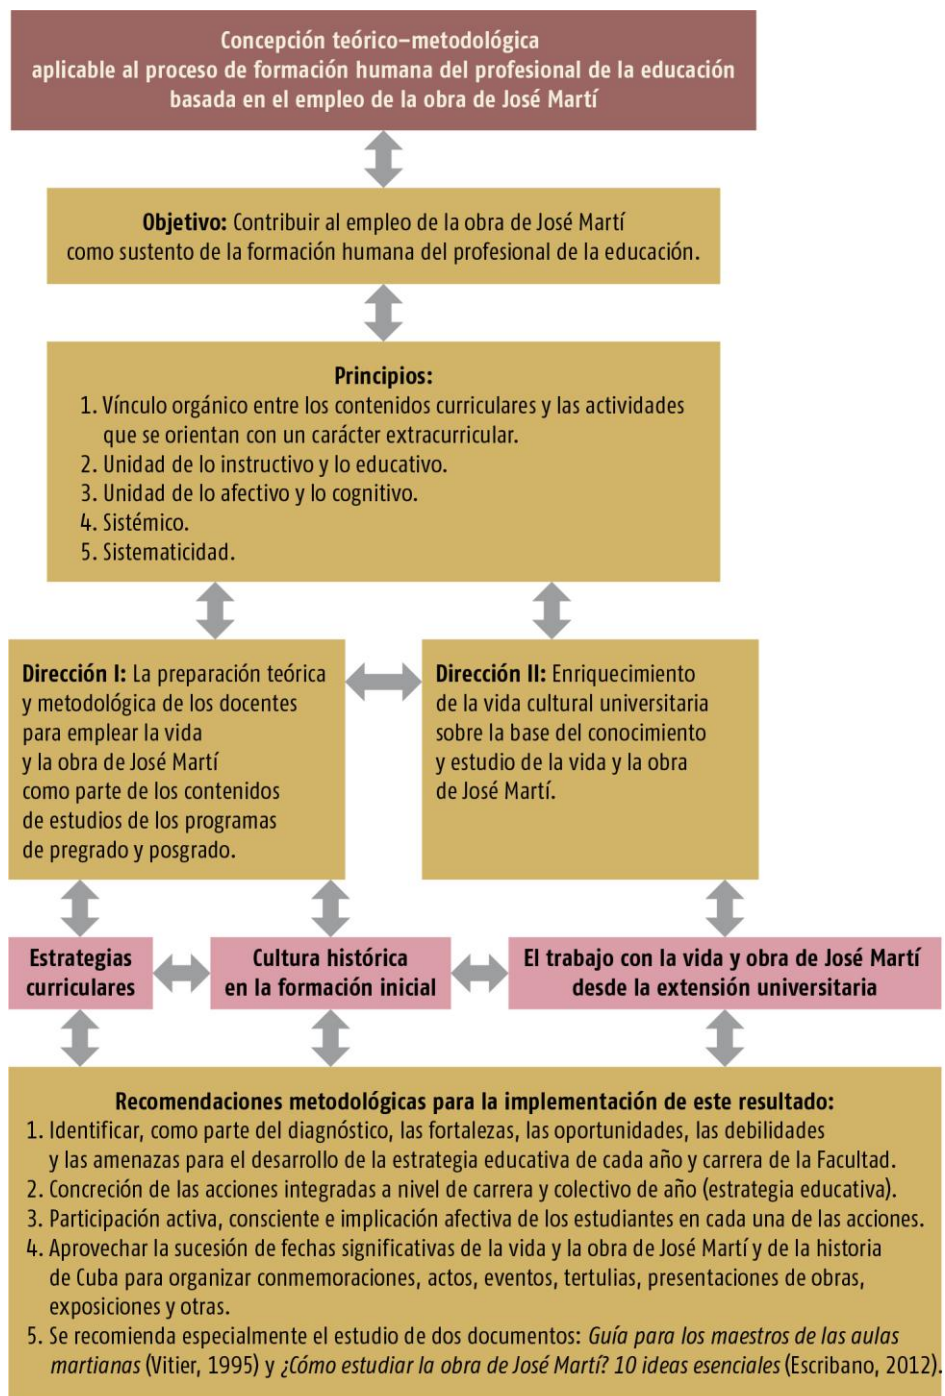 Concepción teórico–metodológica
aplicable al proceso de formación humana del profesional de la educación
basada en el empleo de la obra de José Martí
Objetivo: Contribuir al empleo de la obra de José Martí
como sustento de la formación humana del profesional de la educación.
Principios:
1. Vínculo orgánico entre los contenidos curriculares y las actividades
que se orientan con un carácter extracurricular.
2. Unidad de lo instructivo y lo educativo.
3. Unidad de lo afectivo y lo cognitivo.
4. Sistémico.
5. Sistematicidad.
Dirección I: La preparación teórica
y metodológica de los docentes
para emplear la vida
y la obra de José Martí
como parte de los contenidos
de estudios de los programas
de pregrado y posgrado.
Dirección II: Enriquecimiento
de la vida cultural universitaria
sobre la base del conocimiento
y estudio de la vida y la obra
de José Martí.
Estrategias
curriculares
Cultura histórica
en la formación inicial
El trabajo con la vida y obra de José Martí
desde la extensión universitaria
Recomendaciones metodológicas para la implementación de este resultado:
1. Identificar, como parte del diagnóstico, las fortalezas, las oportunidades, las debilidades
y las amenazas para el desarrollo de la estrategia educativa de cada año y carrera de la Facultad.
2. Concreción de las acciones integradas a nivel de carrera y colectivo de año (estrategia educativa).
3. Participación activa, consciente e implicación afectiva de los estudiantes en cada una de las acciones.
4. Aprovechar la sucesión de fechas significativas de la vida y la obra de José Martí y de la historia
de Cuba para organizar conmemoraciones, actos, eventos, tertulias, presentaciones de obras,
exposiciones y otras.
5. Se recomienda especialmente el estudio de dos documentos: Guía para los maestros de las aulas
martianas (Vitier, 1995) y ¿Cómo estudiar la obra de José Martí? 10 ideas esenciales (Escribano, 2012).